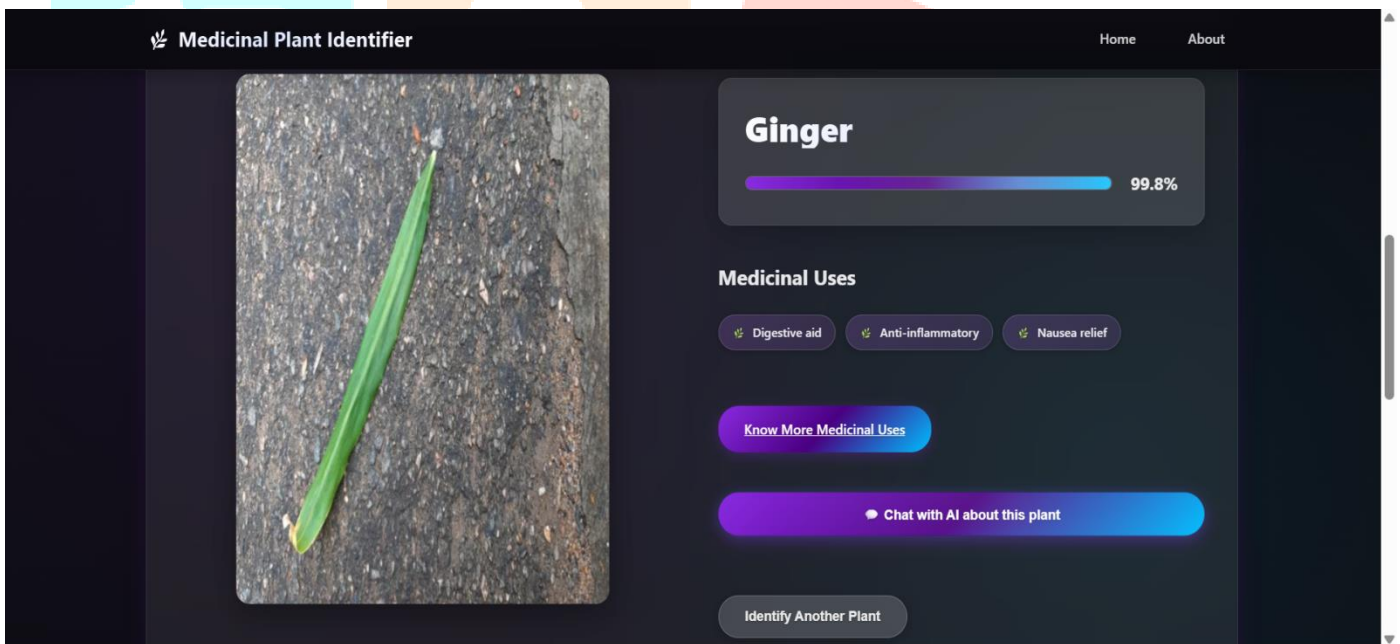 Medicinal Plant Identifier
Home
About
Ginger
99.8%
Medicinal Uses
Digestive aid
Anti-inflammatory
Nausea relief
Know More Medicinal Uses
Chat with AI about this plant
Identify Another Plant